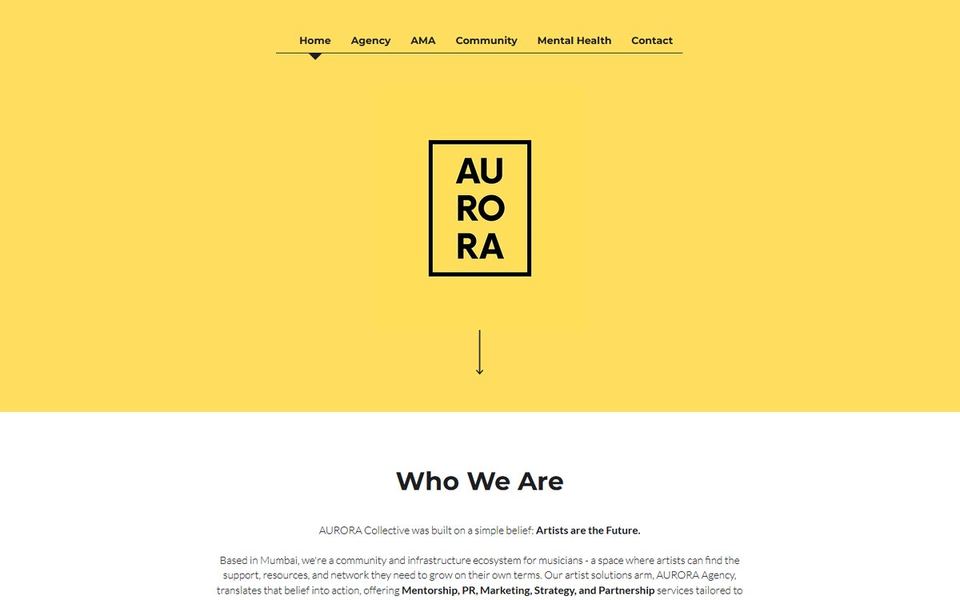 Home Agency AMA Community Mental Health Contact
AU
RO
RA
Who We Are
AURORA Collective was built on a simple belief: Artists are the Future.
Based in Mumbai, we're a community and infrastructure ecosystem for musicians - a space where artists can find the
support, resources, and network they need to grow on their own terms. Our artist solutions arm, AURORA Agency,
translates that belief into action, offering Mentorship, PR, Marketing, Strategy, and Partnership services tailored to